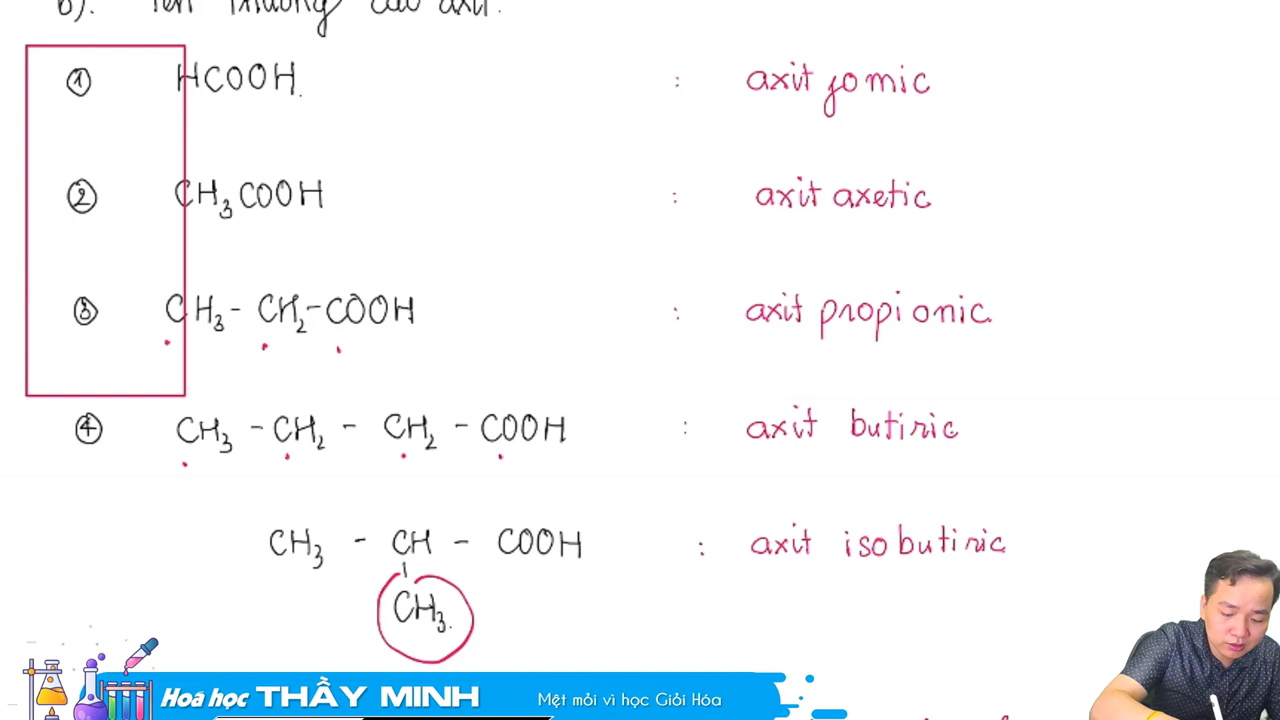 b). Tên thường các axit.
① HCOOH. : axit fomic
② CH₃COOH : axit axetic
③ CH₃ - CH₂ - COOH : axit propionic
④ CH₃ - CH₂ - CH₂ - COOH : axit butiric
CH₃ - CH - COOH : axit isobutiric
CH₃.
Hoá học THẦY MINH Mệt mỏi vì học Giỏi Hóa